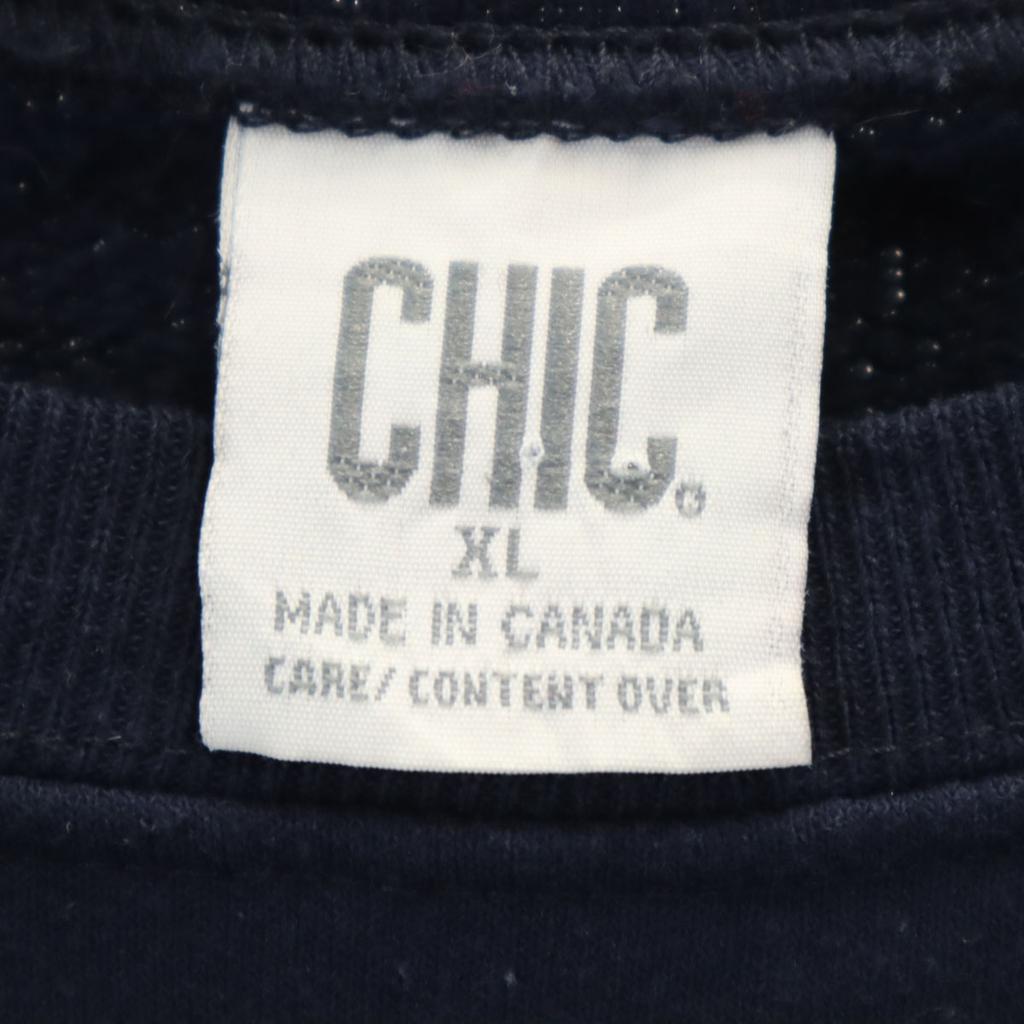 CHIC®
XL
MADE IN CANADA
CARE/CONTENT OVER